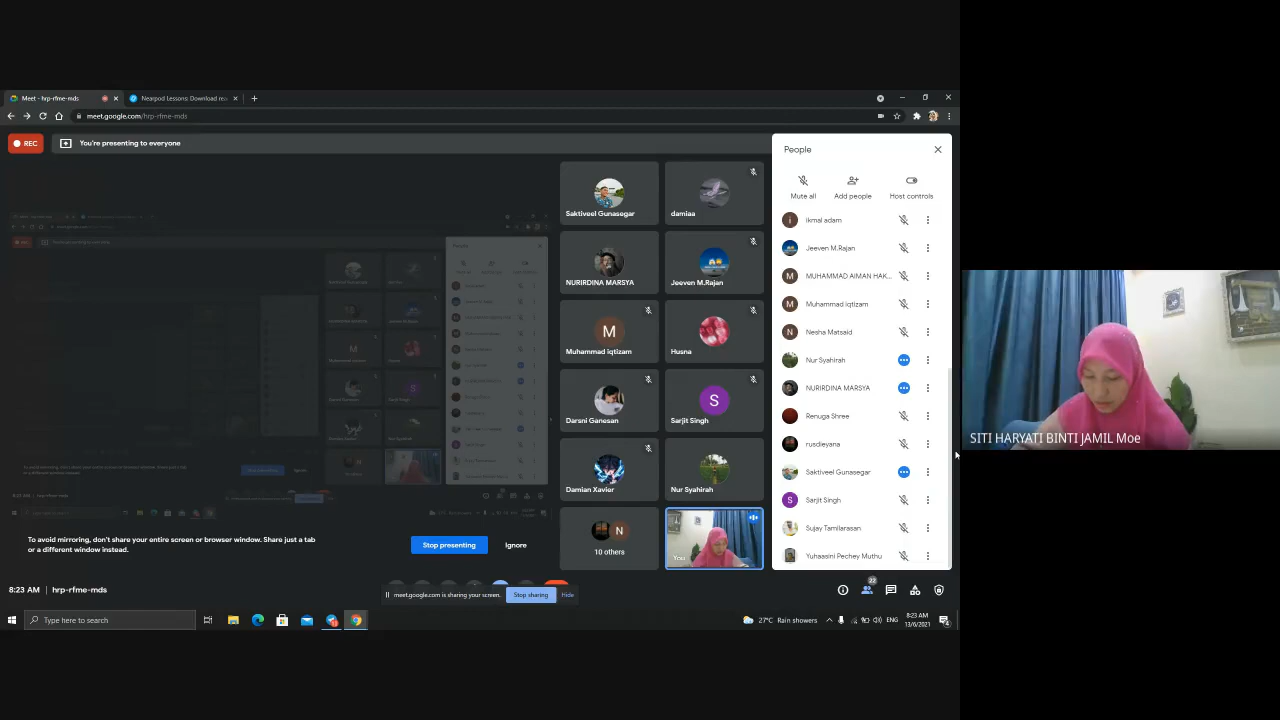 Meet - hrp-rfme-mds
Nearpod Lessons: Download rea
meet.google.com/hrp-rfme-mds
REC
You're presenting to everyone
People
Mute all
Add people
Host controls
Saktiveel Gunasegar
damiaa
NURIRDINA MARSYA
Jeeven M.Rajan
M
Muhammad iqtizam
Husna
Darsni Ganesan
S
Sarjit Singh
Damian Xavier
Nur Syahirah
N
10 others
You
i
ikmal adam
Jeeven M.Rajan
M
MUHAMMAD AIMAN HAK...
M
Muhammad iqtizam
N
Nesha Matsaid
Nur Syahirah
NURIRDINA MARSYA
Renuga Shree
rusdieyana
Saktiveel Gunasegar
S
Sarjit Singh
Sujay Tamilarasan
Yuhaasini Pechey Muthu
SITI HARYATI BINTI JAMIL Moe
To avoid mirroring, don't share your entire screen or browser window. Share just a tab
or a different window instead.
Stop presenting
Ignore
8:23 AM
hrp-rfme-mds
meet.google.com is sharing your screen.
Stop sharing
Hide
22
Type here to search
27°C Rain showers
ENG
8:23 AM
13/6/2021